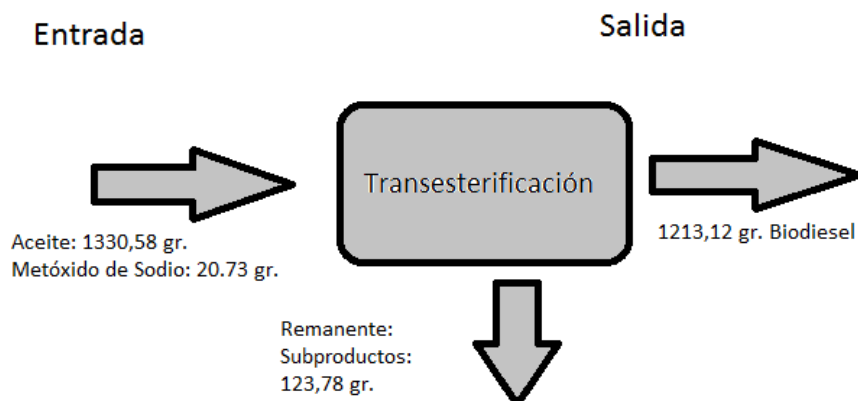 Entrada
Salida
Transesterificación
Aceite: 1330,58 gr.
Metóxido de Sodio: 20.73 gr.
1213,12 gr. Biodiesel
Remanente:
Subproductos:
123,78 gr.